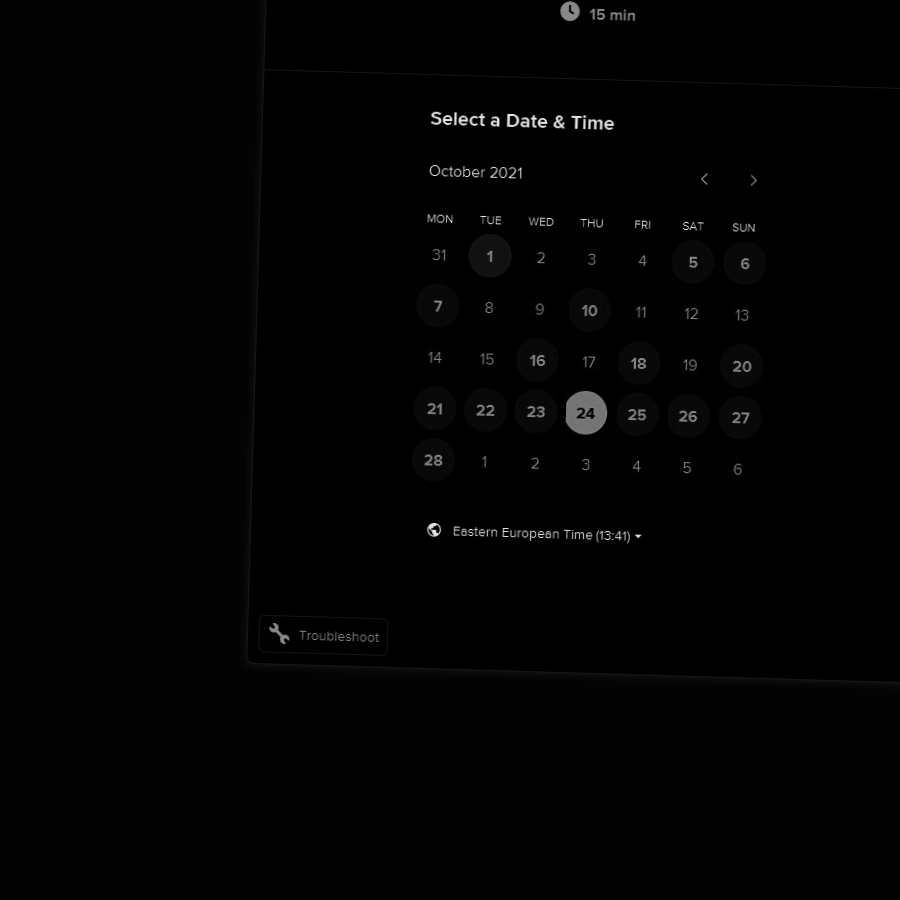 15 min
Select a Date & Time
October 2021
MON TUE WED THU FRI SAT SUN
31 1 2 3 4 5 6
7 8 9 10 11 12 13
14 15 16 17 18 19 20
21 22 23 24 25 26 27
28 1 2 3 4 5 6
Eastern European Time (13:41)
Troubleshoot